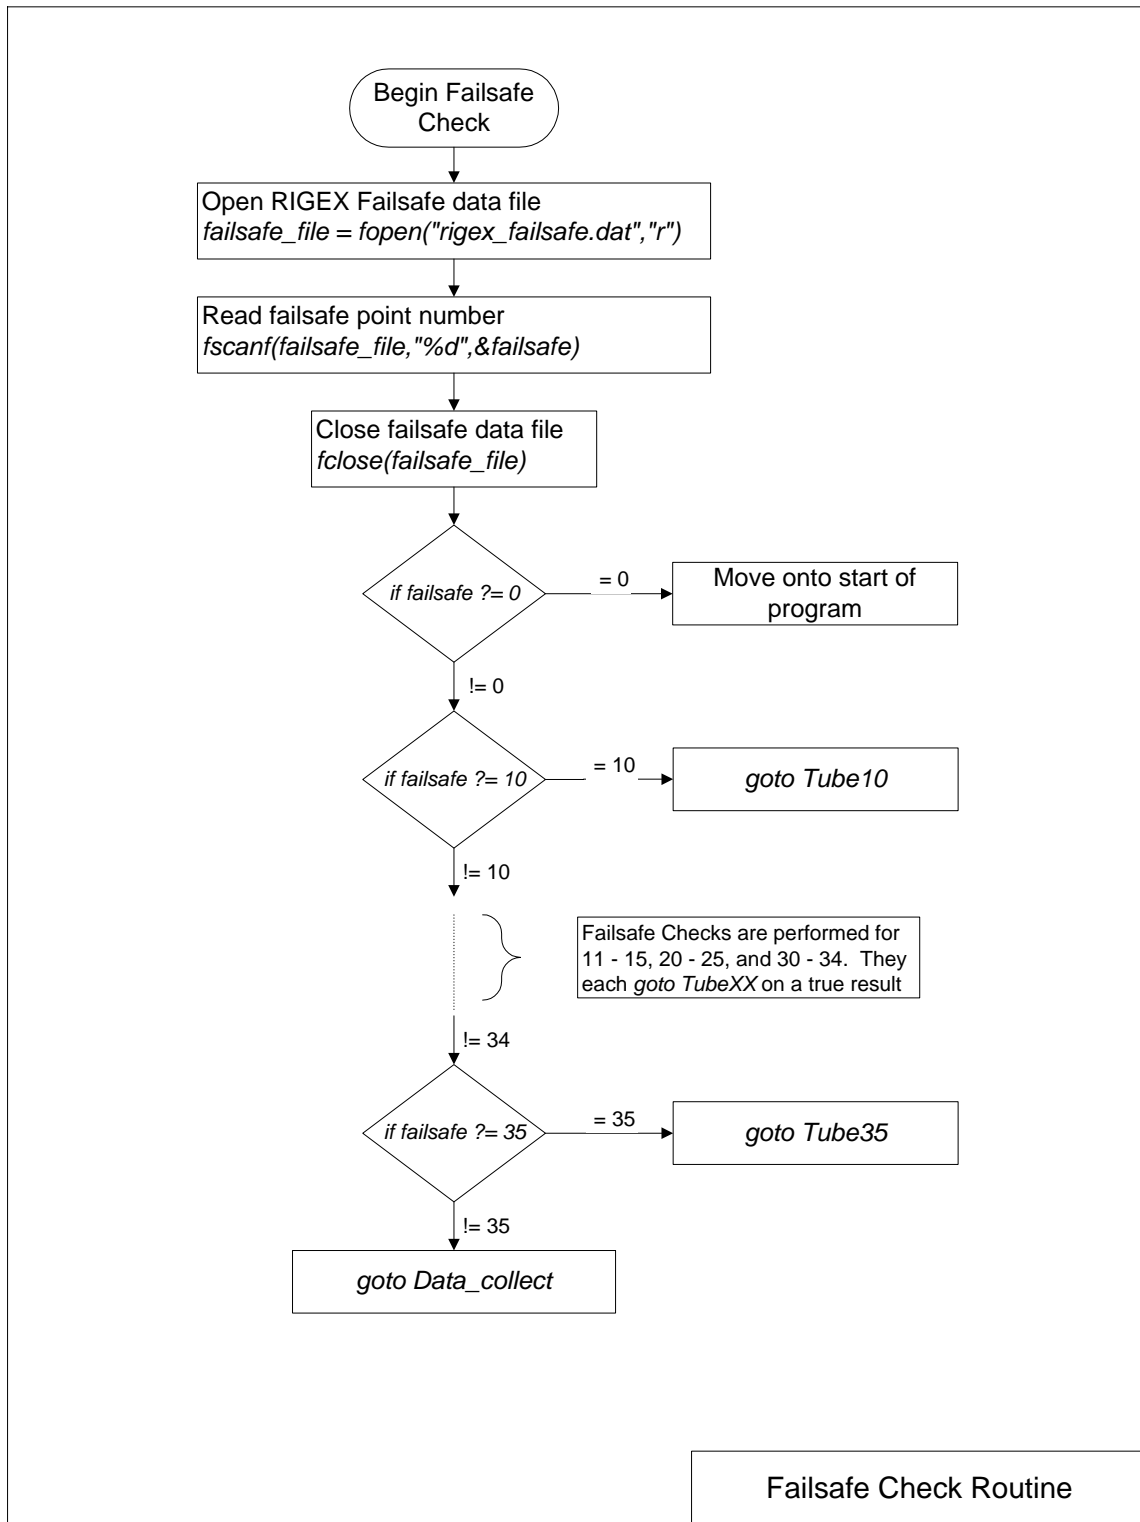 Begin Failsafe
Check
Open RIGEX Failsafe data file
failsafe_file = fopen("rigex_failsafe.dat","r")
Read failsafe point number
fscanf(failsafe_file,"%d",&failsafe)
Close failsafe data file
fclose(failsafe_file)
if failsafe ?= 0
= 0
Move onto start of
program
!= 0
if failsafe ?= 10
= 10
goto Tube10
!= 10
Failsafe Checks are performed for
11 - 15, 20 - 25, and 30 - 34.  They
each goto TubeXX on a true result
!= 34
if failsafe ?= 35
= 35
goto Tube35
!= 35
goto Data_collect
Failsafe Check Routine